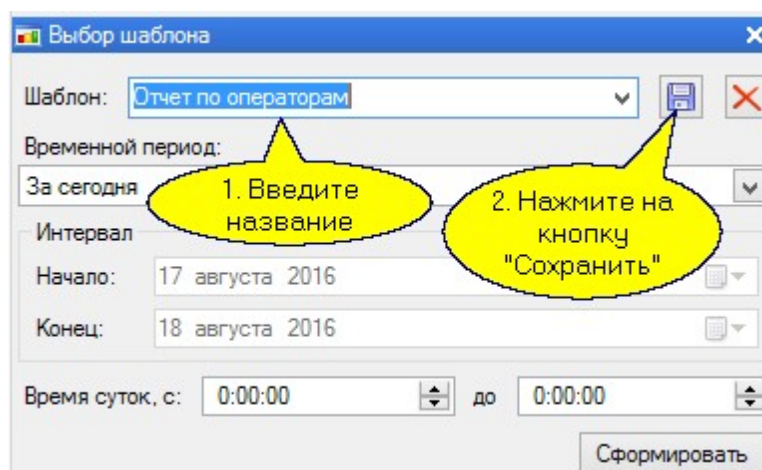 Выбор шаблона
Шаблон: Отчет по операторам
Временной период:
За сегодня
1. Введите
название
2. Нажмите на
кнопку
"Сохранить"
Интервал
Начало: 17 августа 2016
Конец: 18 августа 2016
Время суток, с: 0:00:00 до 0:00:00
Сформировать